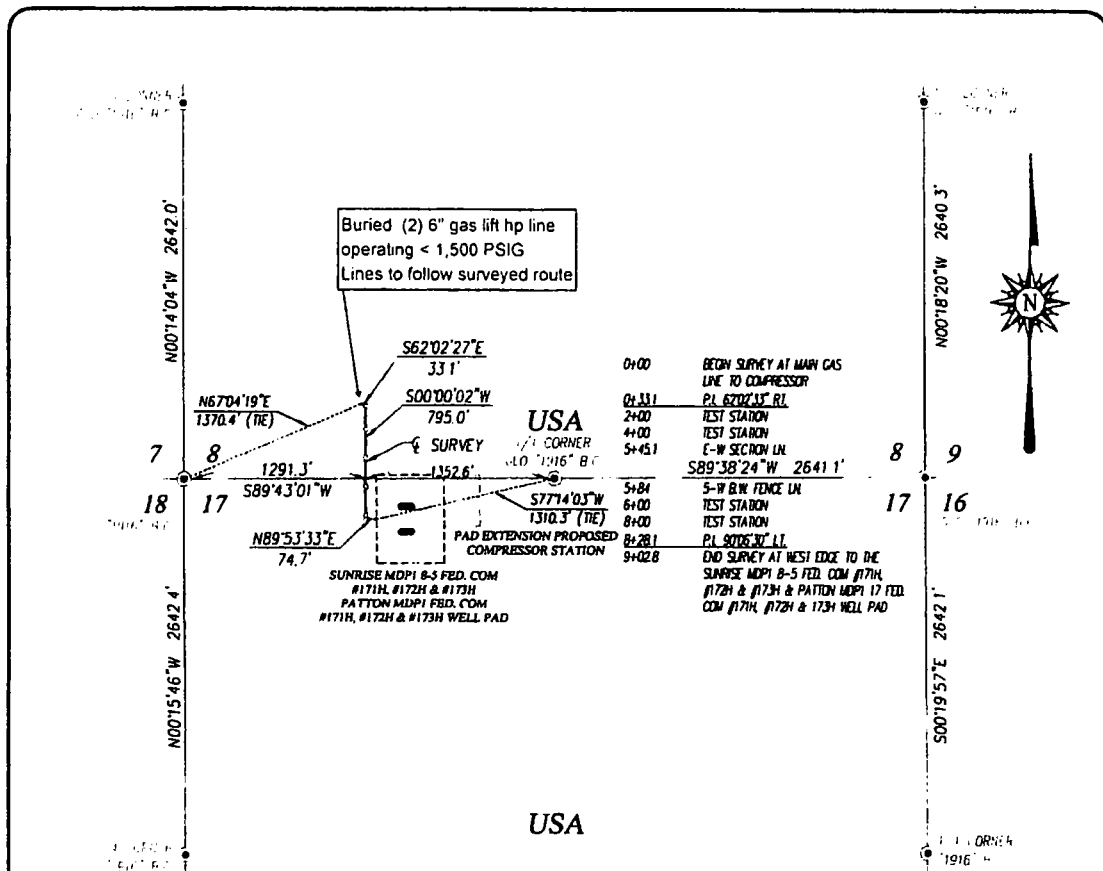 N00°14'04"W 2642.0'
N00°18'20"W 2640.3'
Buried (2) 6" gas lift hp line
operating < 1,500 PSIG
Lines to follow surveyed route
N
S62°02'27"E
33.1'
S00°00'02"W
795.0'
N67°04'19"E
1370.4' (TIE)
℄ SURVEY
USA
CORNER
"1916"
7 8
18 17
1291.3'
S89°43'01"W
1352.6'
S89°38'24"W 2641.1'
8 9
17 16
S77°14'03"W
1310.3' (TIE)
N89°53'33"E
74.7'
PAD EXTENSION PROPOSED
COMPRESSOR STATION
SUNRISE MDP1 8-5 FED. COM
#171H, #172H & #173H
PATTON MDP1 FED. COM
#171H, #172H & #173H WELL PAD
0+00 BEGIN SURVEY AT MAIN GAS
LINE TO COMPRESSOR
0+33.1 P.I. 62°02'33" RT.
2+00 TEST STATION
4+00 TEST STATION
5+45.1 E-W SECTION LN.
5+84 5-W B.W. FENCE LN
6+00 TEST STATION
8+00 TEST STATION
8+28.1 P.I. 90°06'30" LT.
9+02.8 END SURVEY AT WEST EDGE TO THE
SUNRISE MDP1 8-5 FED. COM #171H,
#172H & #173H & PATTON MDP1 17 FED.
COM #171H, #172H & 173H WELL PAD
N00°15'46"W 2642.4'
S00°19'57"E 2642.1'
USA
CORNER
"1916"